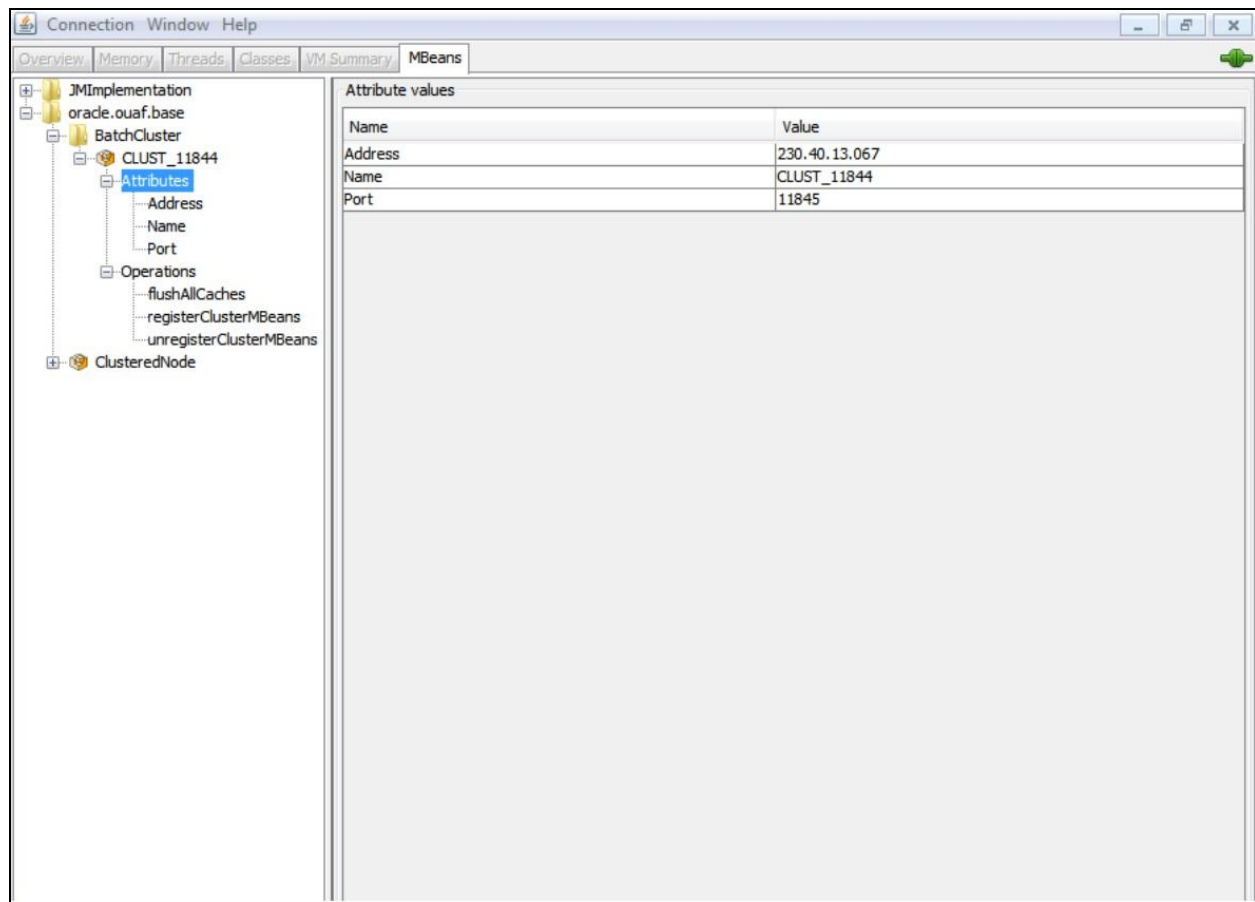 Connection Window Help
Overview Memory Threads Classes VM Summary MBeans
JMImplementation
oracle.ouaf.base
BatchCluster
CLUST_11844
Attributes
Address
Name
Port
Operations
flushAllCaches
registerClusterMBeans
unregisterClusterMBeans
ClusteredNode
Attribute values
Name Value
Address 230.40.13.067
Name CLUST_11844
Port 11845